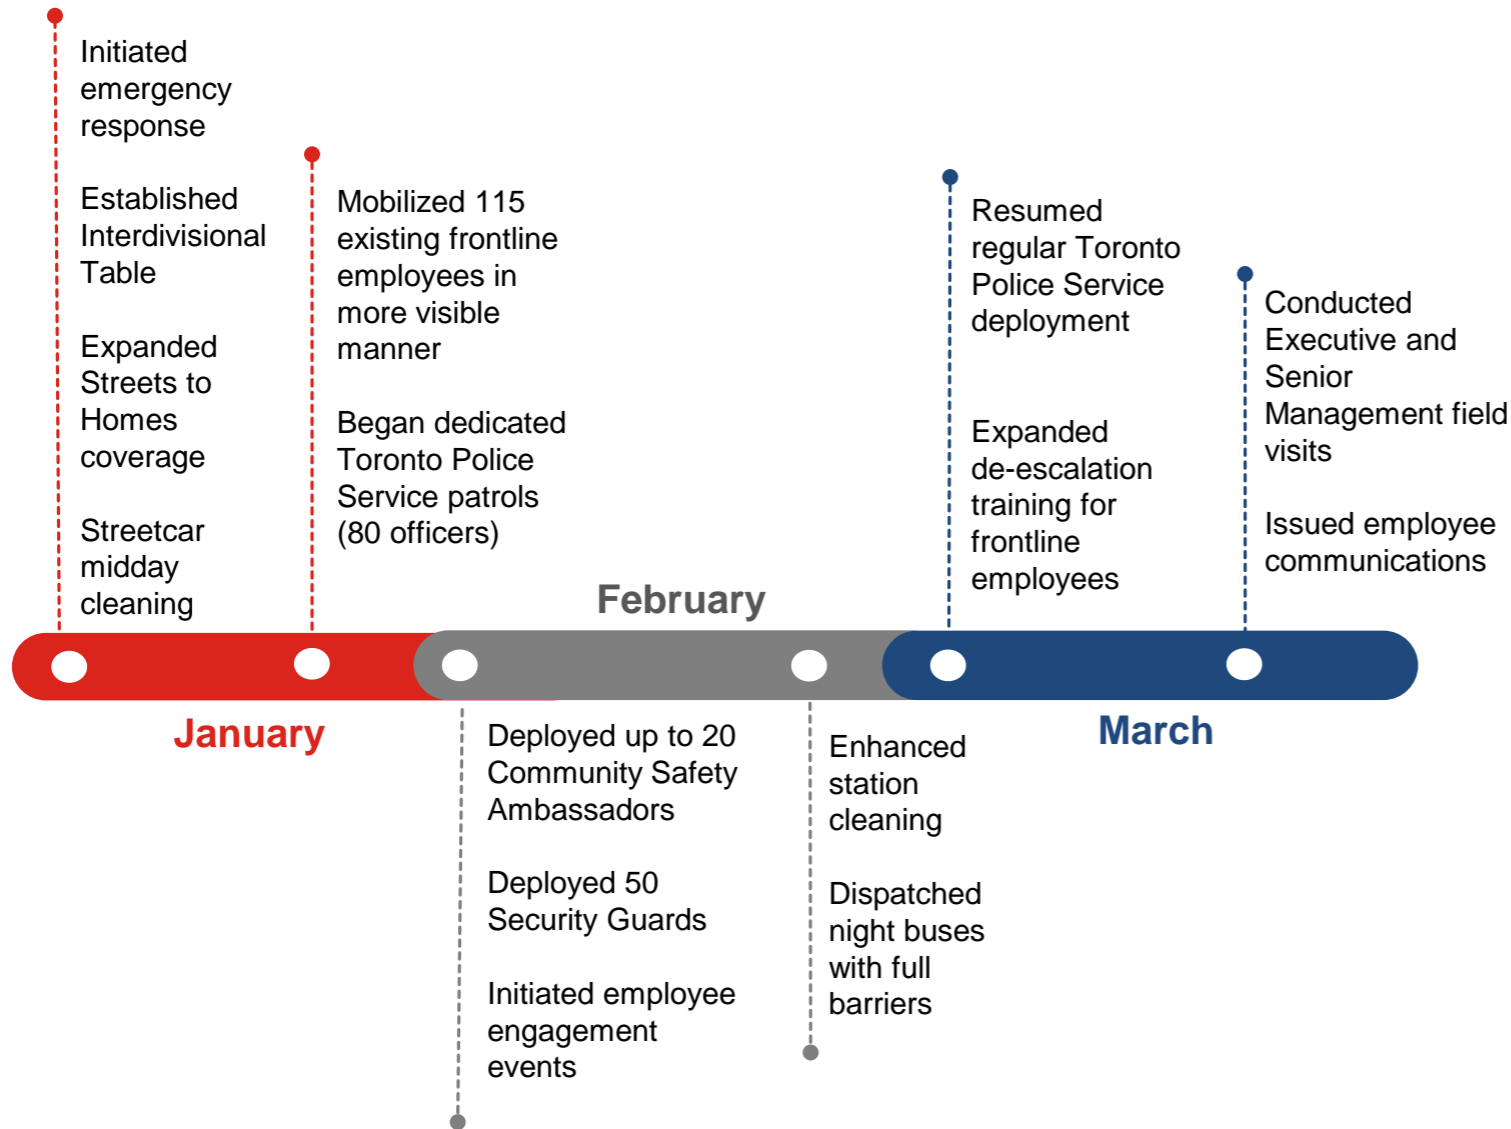 Initiated
emergency
response
Established
Interdivisional
Table
Expanded
Streets to
Homes
coverage
Streetcar
midday
cleaning
Mobilized 115
existing frontline
employees in
more visible
manner
Began dedicated
Toronto Police
Service patrols
(80 officers)
January
February
Deployed up to 20
Community Safety
Ambassadors
Deployed 50
Security Guards
Initiated employee
engagement
events
Enhanced
station
cleaning
Dispatched
night buses
with full
barriers
Resumed
regular Toronto
Police Service
deployment
Expanded
de-escalation
training for
frontline
employees
Conducted
Executive and
Senior
Management field
visits
Issued employee
communications
March